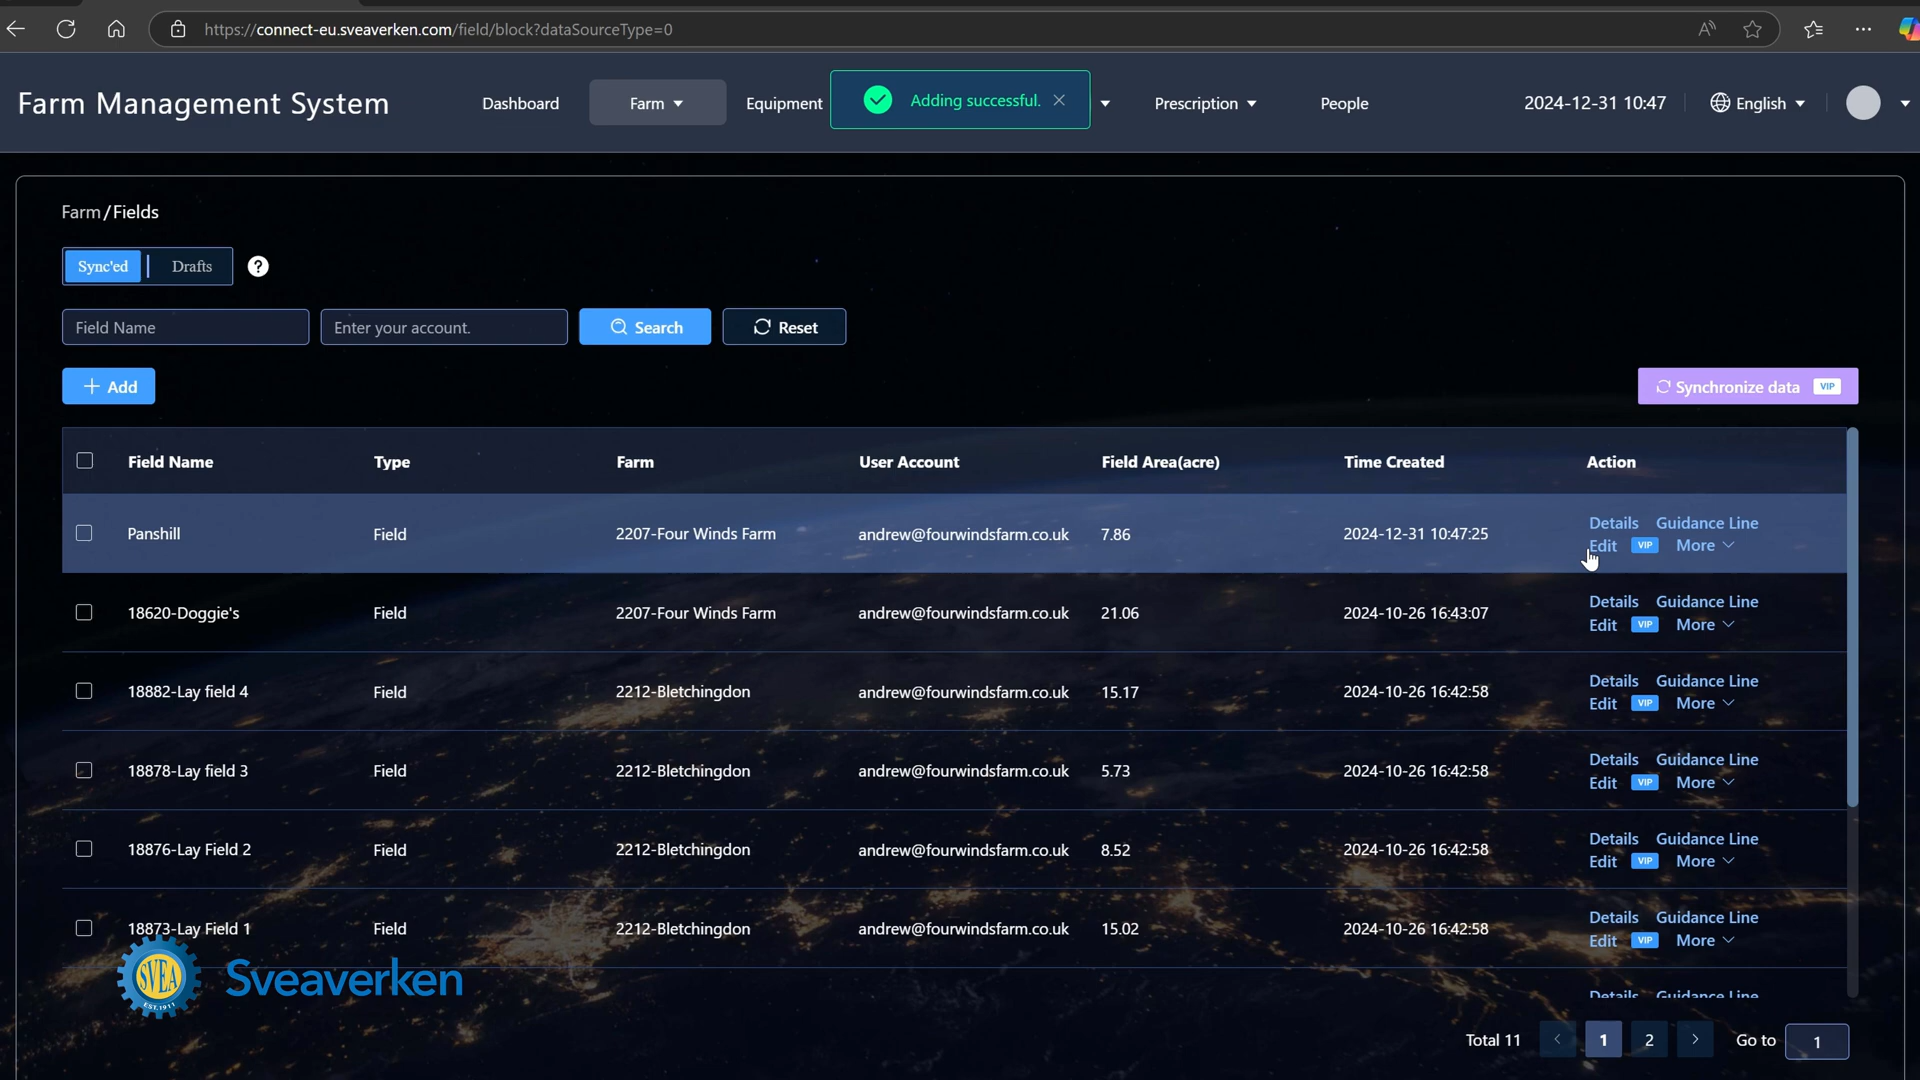 https://connect-eu.sveaverken.com/field/block?dataSourceType=0
Farm Management System
Dashboard
Farm
Equipment
Adding successful.
Prescription
People
2024-12-31 10:47
English
Farm/Fields
Sync'ed
Drafts
?
Field Name
Enter your account.
Search
Reset
+ Add
Synchronize data VIP
Field Name Type Farm User Account Field Area(acre) Time Created Action
Panshill Field 2207-Four Winds Farm andrew@fourwindsfarm.co.uk 7.86 2024-12-31 10:47:25 Details Guidance Line
Edit VIP More
18620-Doggie's Field 2207-Four Winds Farm andrew@fourwindsfarm.co.uk 21.06 2024-10-26 16:43:07 Details Guidance Line
Edit VIP More
18882-Lay field 4 Field 2212-Bletchingdon andrew@fourwindsfarm.co.uk 15.17 2024-10-26 16:42:58 Details Guidance Line
Edit VIP More
18878-Lay field 3 Field 2212-Bletchingdon andrew@fourwindsfarm.co.uk 5.73 2024-10-26 16:42:58 Details Guidance Line
Edit VIP More
18876-Lay Field 2 Field 2212-Bletchingdon andrew@fourwindsfarm.co.uk 8.52 2024-10-26 16:42:58 Details Guidance Line
Edit VIP More
18873-Lay Field 1 Field 2212-Bletchingdon andrew@fourwindsfarm.co.uk 15.02 2024-10-26 16:42:58 Details Guidance Line
Edit VIP More
Details Guidance Line
SVEA
EST.1911
Sveaverken
Total 11 < 1 2 > Go to 1